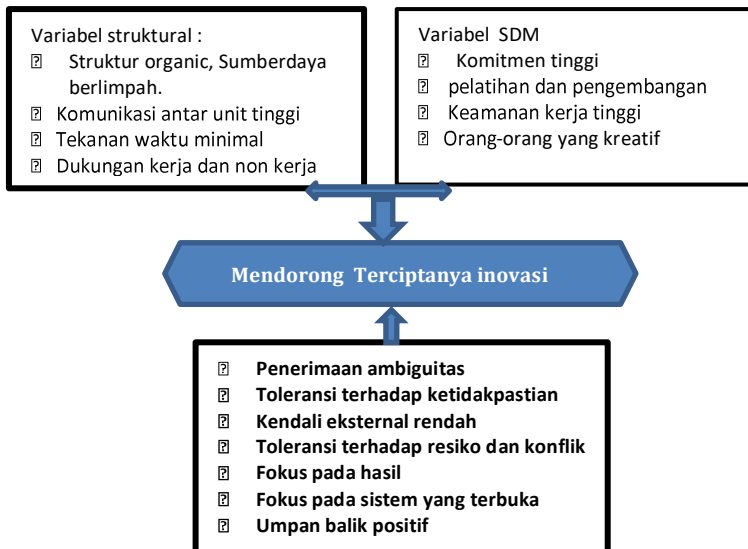 Variabel struktural :
⍰ Struktur organic, Sumberdaya
berlimpah.
⍰ Komunikasi antar unit tinggi
⍰ Tekanan waktu minimal
⍰ Dukungan kerja dan non kerja
Variabel SDM
⍰ Komitmen tinggi
⍰ pelatihan dan pengembangan
⍰ Keamanan kerja tinggi
⍰ Orang-orang yang kreatif
Mendorong Terciptanya inovasi
⍰ Penerimaan ambiguitas
⍰ Toleransi terhadap ketidakpastian
⍰ Kendali eksternal rendah
⍰ Toleransi terhadap resiko dan konflik
⍰ Fokus pada hasil
⍰ Fokus pada sistem yang terbuka
⍰ Umpan balik positif